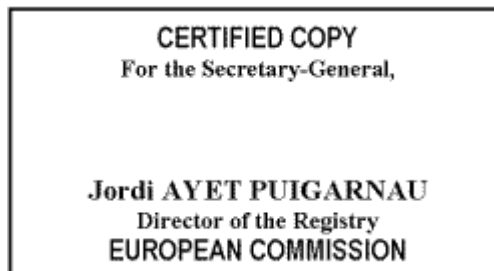 CERTIFIED COPY
For the Secretary-General,
Jordi AYET PUIGARNAU
Director of the Registry
EUROPEAN COMMISSION